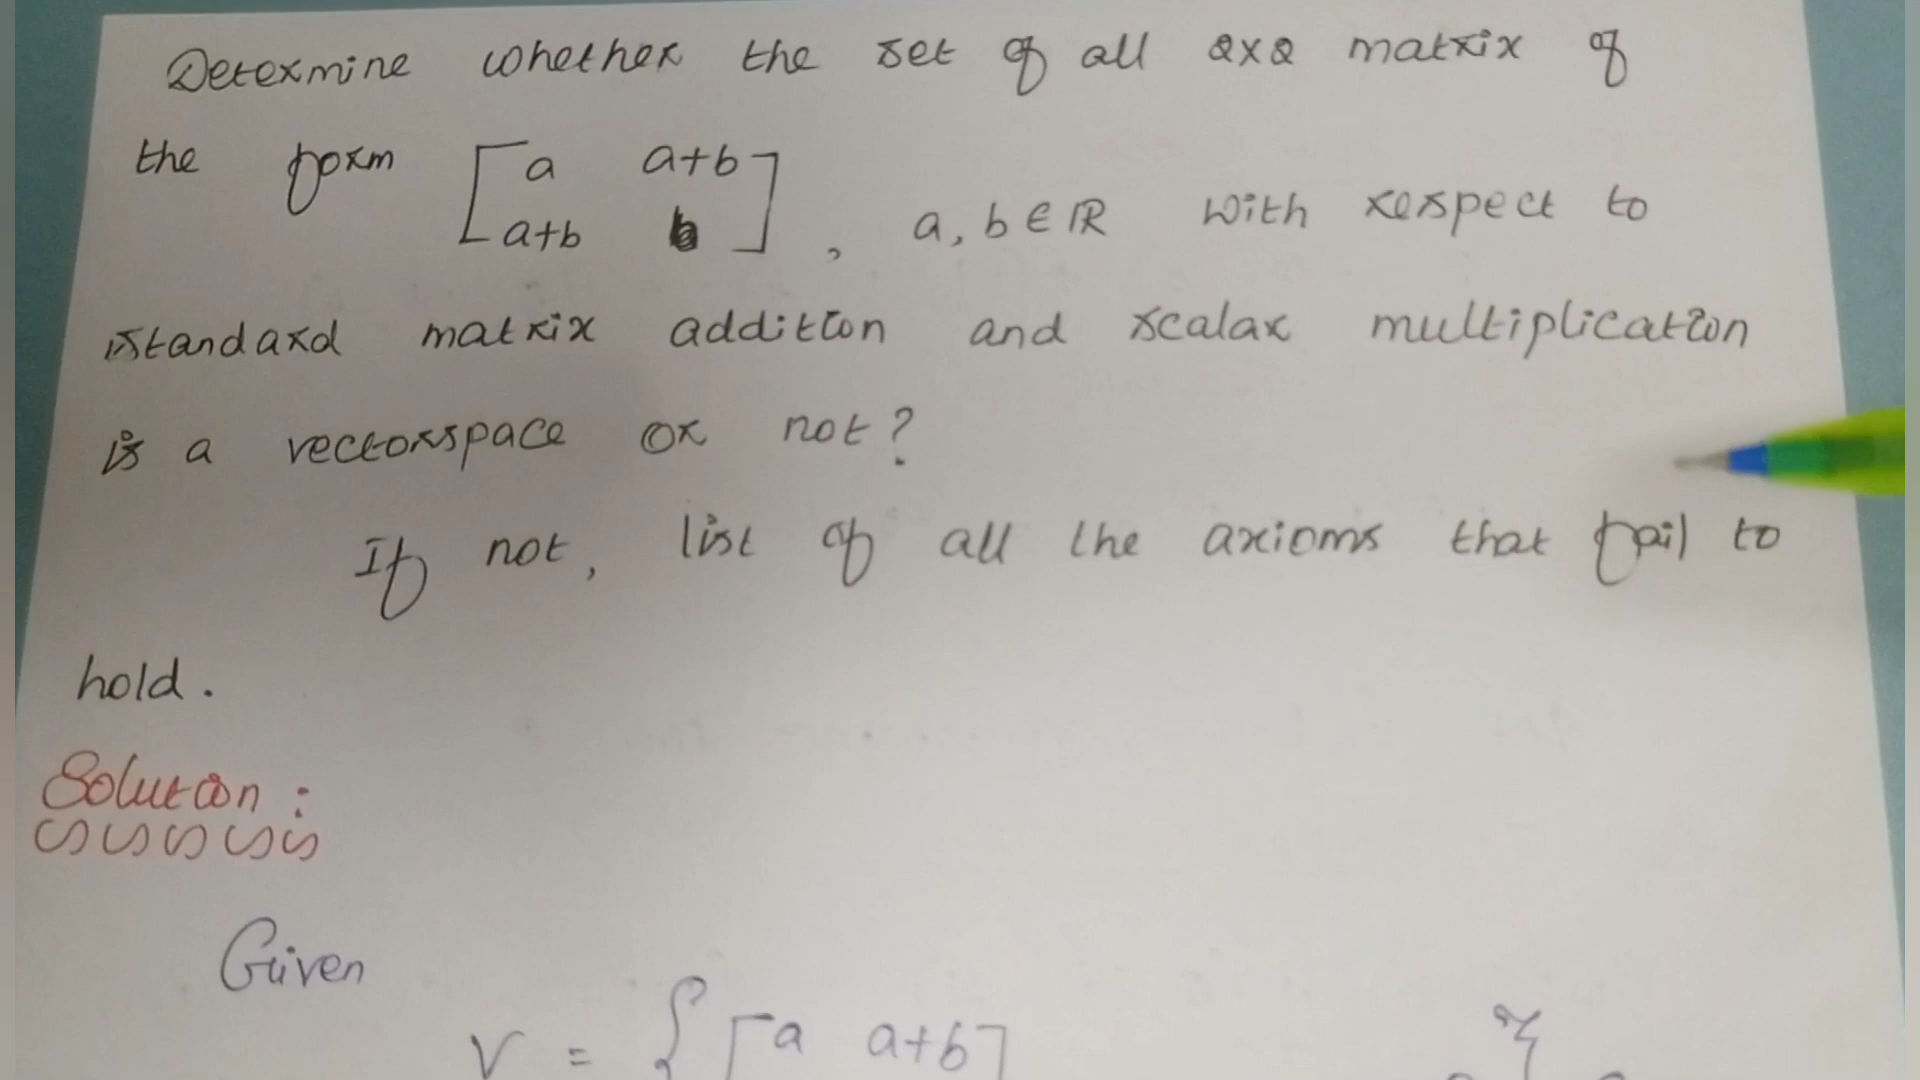 Determine whether the set of all 2x2 matrix of
the form [a a+b
a+b b] , a, b ∈ ℝ with respect to
standard matrix addition and scalar multiplication
is a vectorspace or not?
If not, list of all the axioms that fail to
hold.
Solution :
Given
V = { [a a+b] }